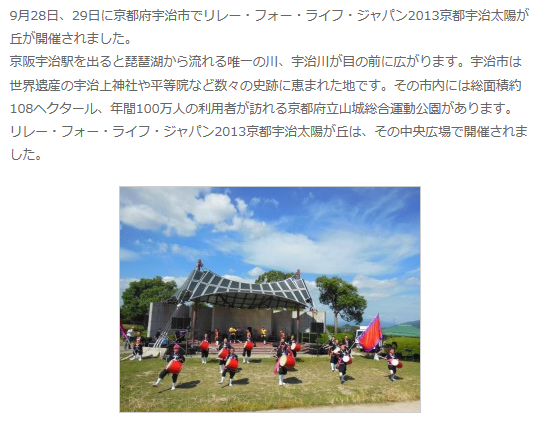 9月28日、29日に京都府宇治市でリレー・フォー・ライフ・ジャパン2013京都宇治太陽が
丘が開催されました。
京阪宇治駅を出ると琵琶湖から流れる唯一の川、宇治川が目の前に広がります。宇治市は
世界遺産の宇治上神社や平等院など数々の史跡に恵まれた地です。その市内には総面積約
108ヘクタール、年間100万人の利用者が訪れる京都府立山城総合運動公園があります。
リレー・フォー・ライフ・ジャパン2013京都宇治太陽が丘は、その中央広場で開催されま
した。